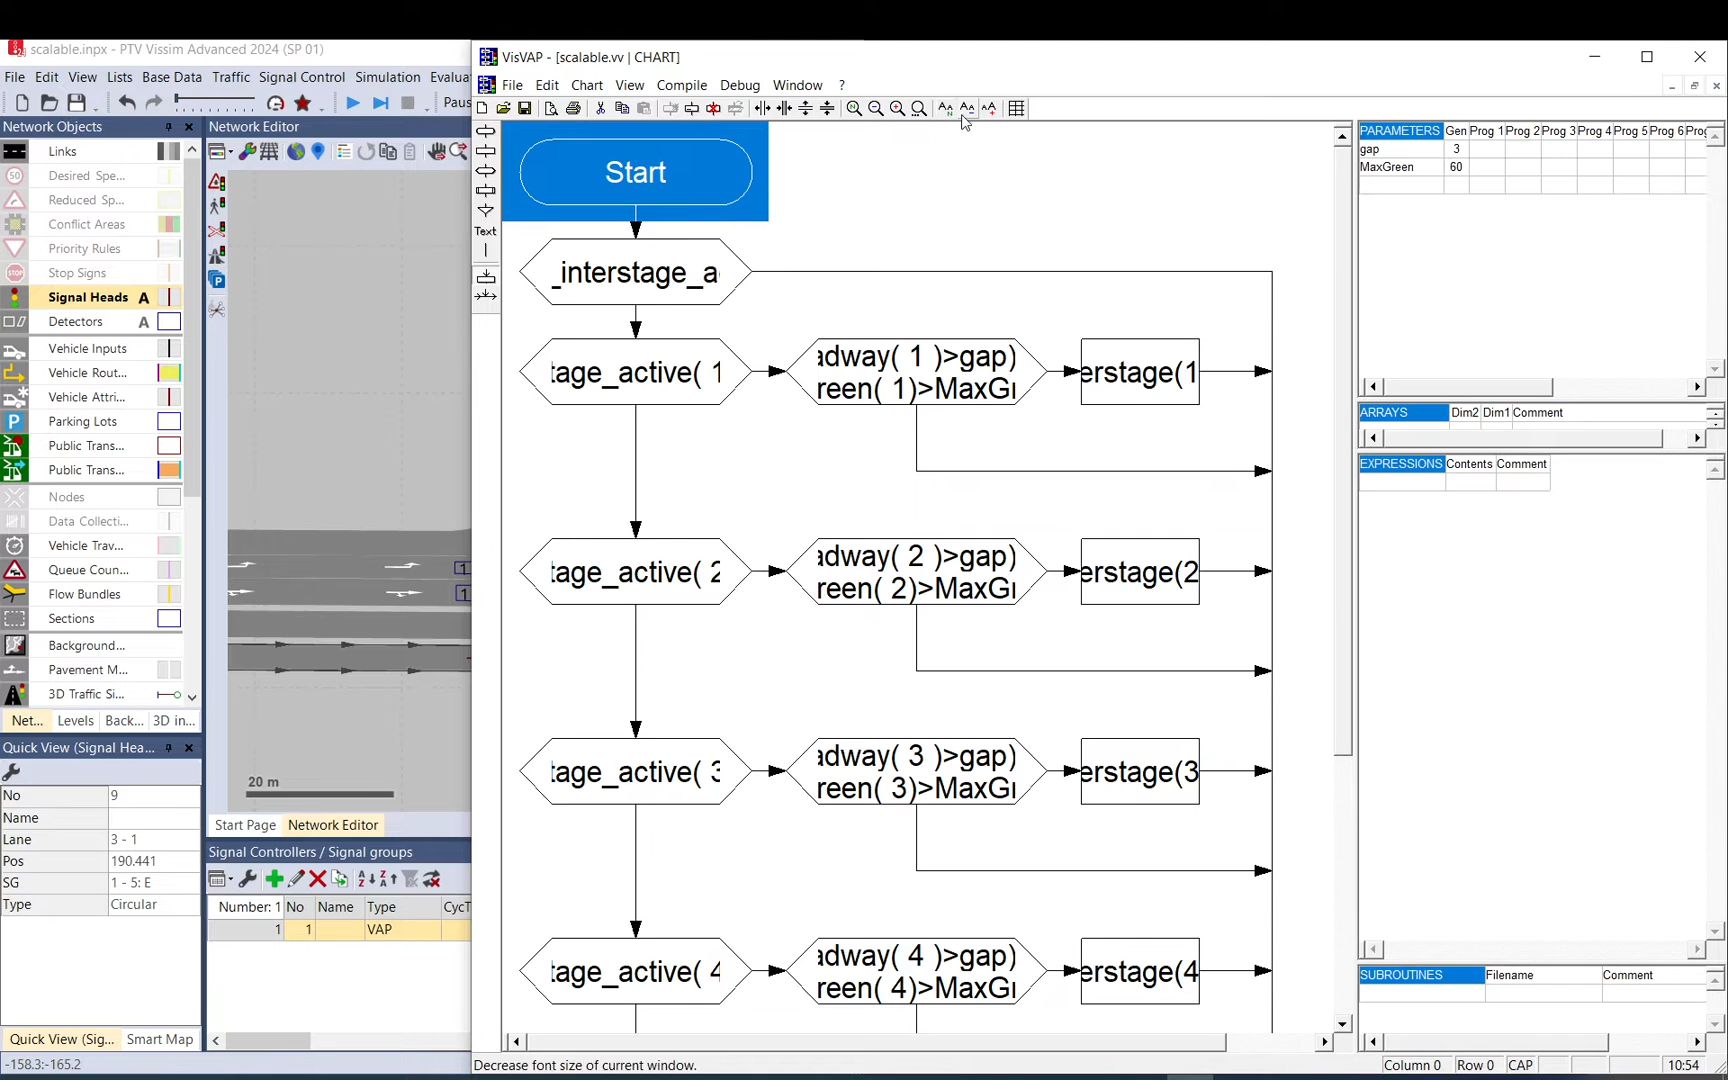 scalable.inpx - PTV Vissim Advanced 2024 (SP 01)
File Edit View Lists Base Data Traffic Signal Control Simulation Evalua
Paus
Network Objects
Links
Desired Spe...
Reduced Sp...
Conflict Areas
Priority Rules
Stop Signs
Signal Heads A
Detectors A
Vehicle Inputs
Vehicle Rout...
Vehicle Attri...
Parking Lots
Public Trans...
Public Trans...
Nodes
Data Collecti...
Vehicle Trav...
Queue Coun...
Flow Bundles
Sections
Background...
Pavement M...
3D Traffic Si...
Net... Levels Back... 3D in...
Quick View (Signal Hea...
No 9
Name
Lane 3 - 1
Pos 190.441
SG 1 - 5: E
Type Circular
Quick View (Sig... Smart Map
-158.3:-165.2
Network Editor
20 m
Start Page Network Editor
Signal Controllers / Signal groups
Number: 1 No Name Type CycT
1 1 VAP
VisVAP - [scalable.vv | CHART]
File Edit Chart View Compile Debug Window ?
Text
Start
_interstage_a
tage_active( 1
adway( 1 )>gap)
reen( 1)>MaxGr
erstage(1
tage_active( 2
adway( 2 )>gap)
reen( 2)>MaxGr
erstage(2
tage_active( 3
adway( 3 )>gap)
reen( 3)>MaxGr
erstage(3
tage_active( 4
adway( 4 )>gap)
reen( 4)>MaxGr
erstage(4
PARAMETERS Gen Prog 1 Prog 2 Prog 3 Prog 4 Prog 5 Prog 6 Prog
gap 3
MaxGreen 60
ARRAYS Dim2 Dim1 Comment
EXPRESSIONS Contents Comment
SUBROUTINES Filename Comment
Decrease font size of current window.
Column 0 Row 0 CAP 10:54